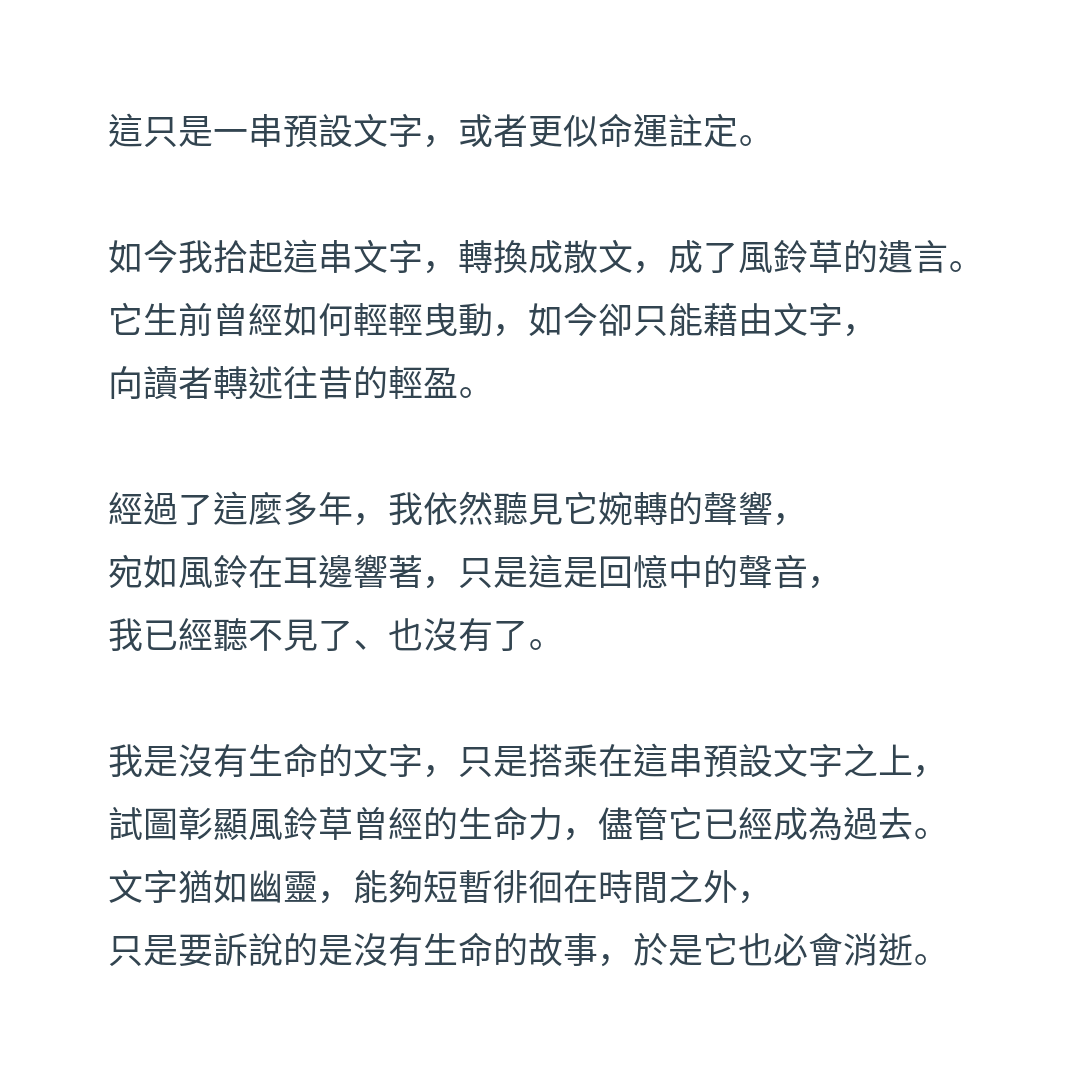 這只是一串預設文字，或者更似命運註定。
如今我拾起這串文字，轉換成散文，成了風鈴草的遺言。
它生前曾經如何輕輕曳動，如今卻只能藉由文字，
向讀者轉述往昔的輕盈。
經過了這麼多年，我依然聽見它婉轉的聲響，
宛如風鈴在耳邊響著，只是這是回憶中的聲音，
我已經聽不見了、也沒有了。
我是沒有生命的文字，只是搭乘在這串預設文字之上，
試圖彰顯風鈴草曾經的生命力，儘管它已經成為過去。
文字猶如幽靈，能夠短暫徘徊在時間之外，
只是要訴說的是沒有生命的故事，於是它也必會消逝。